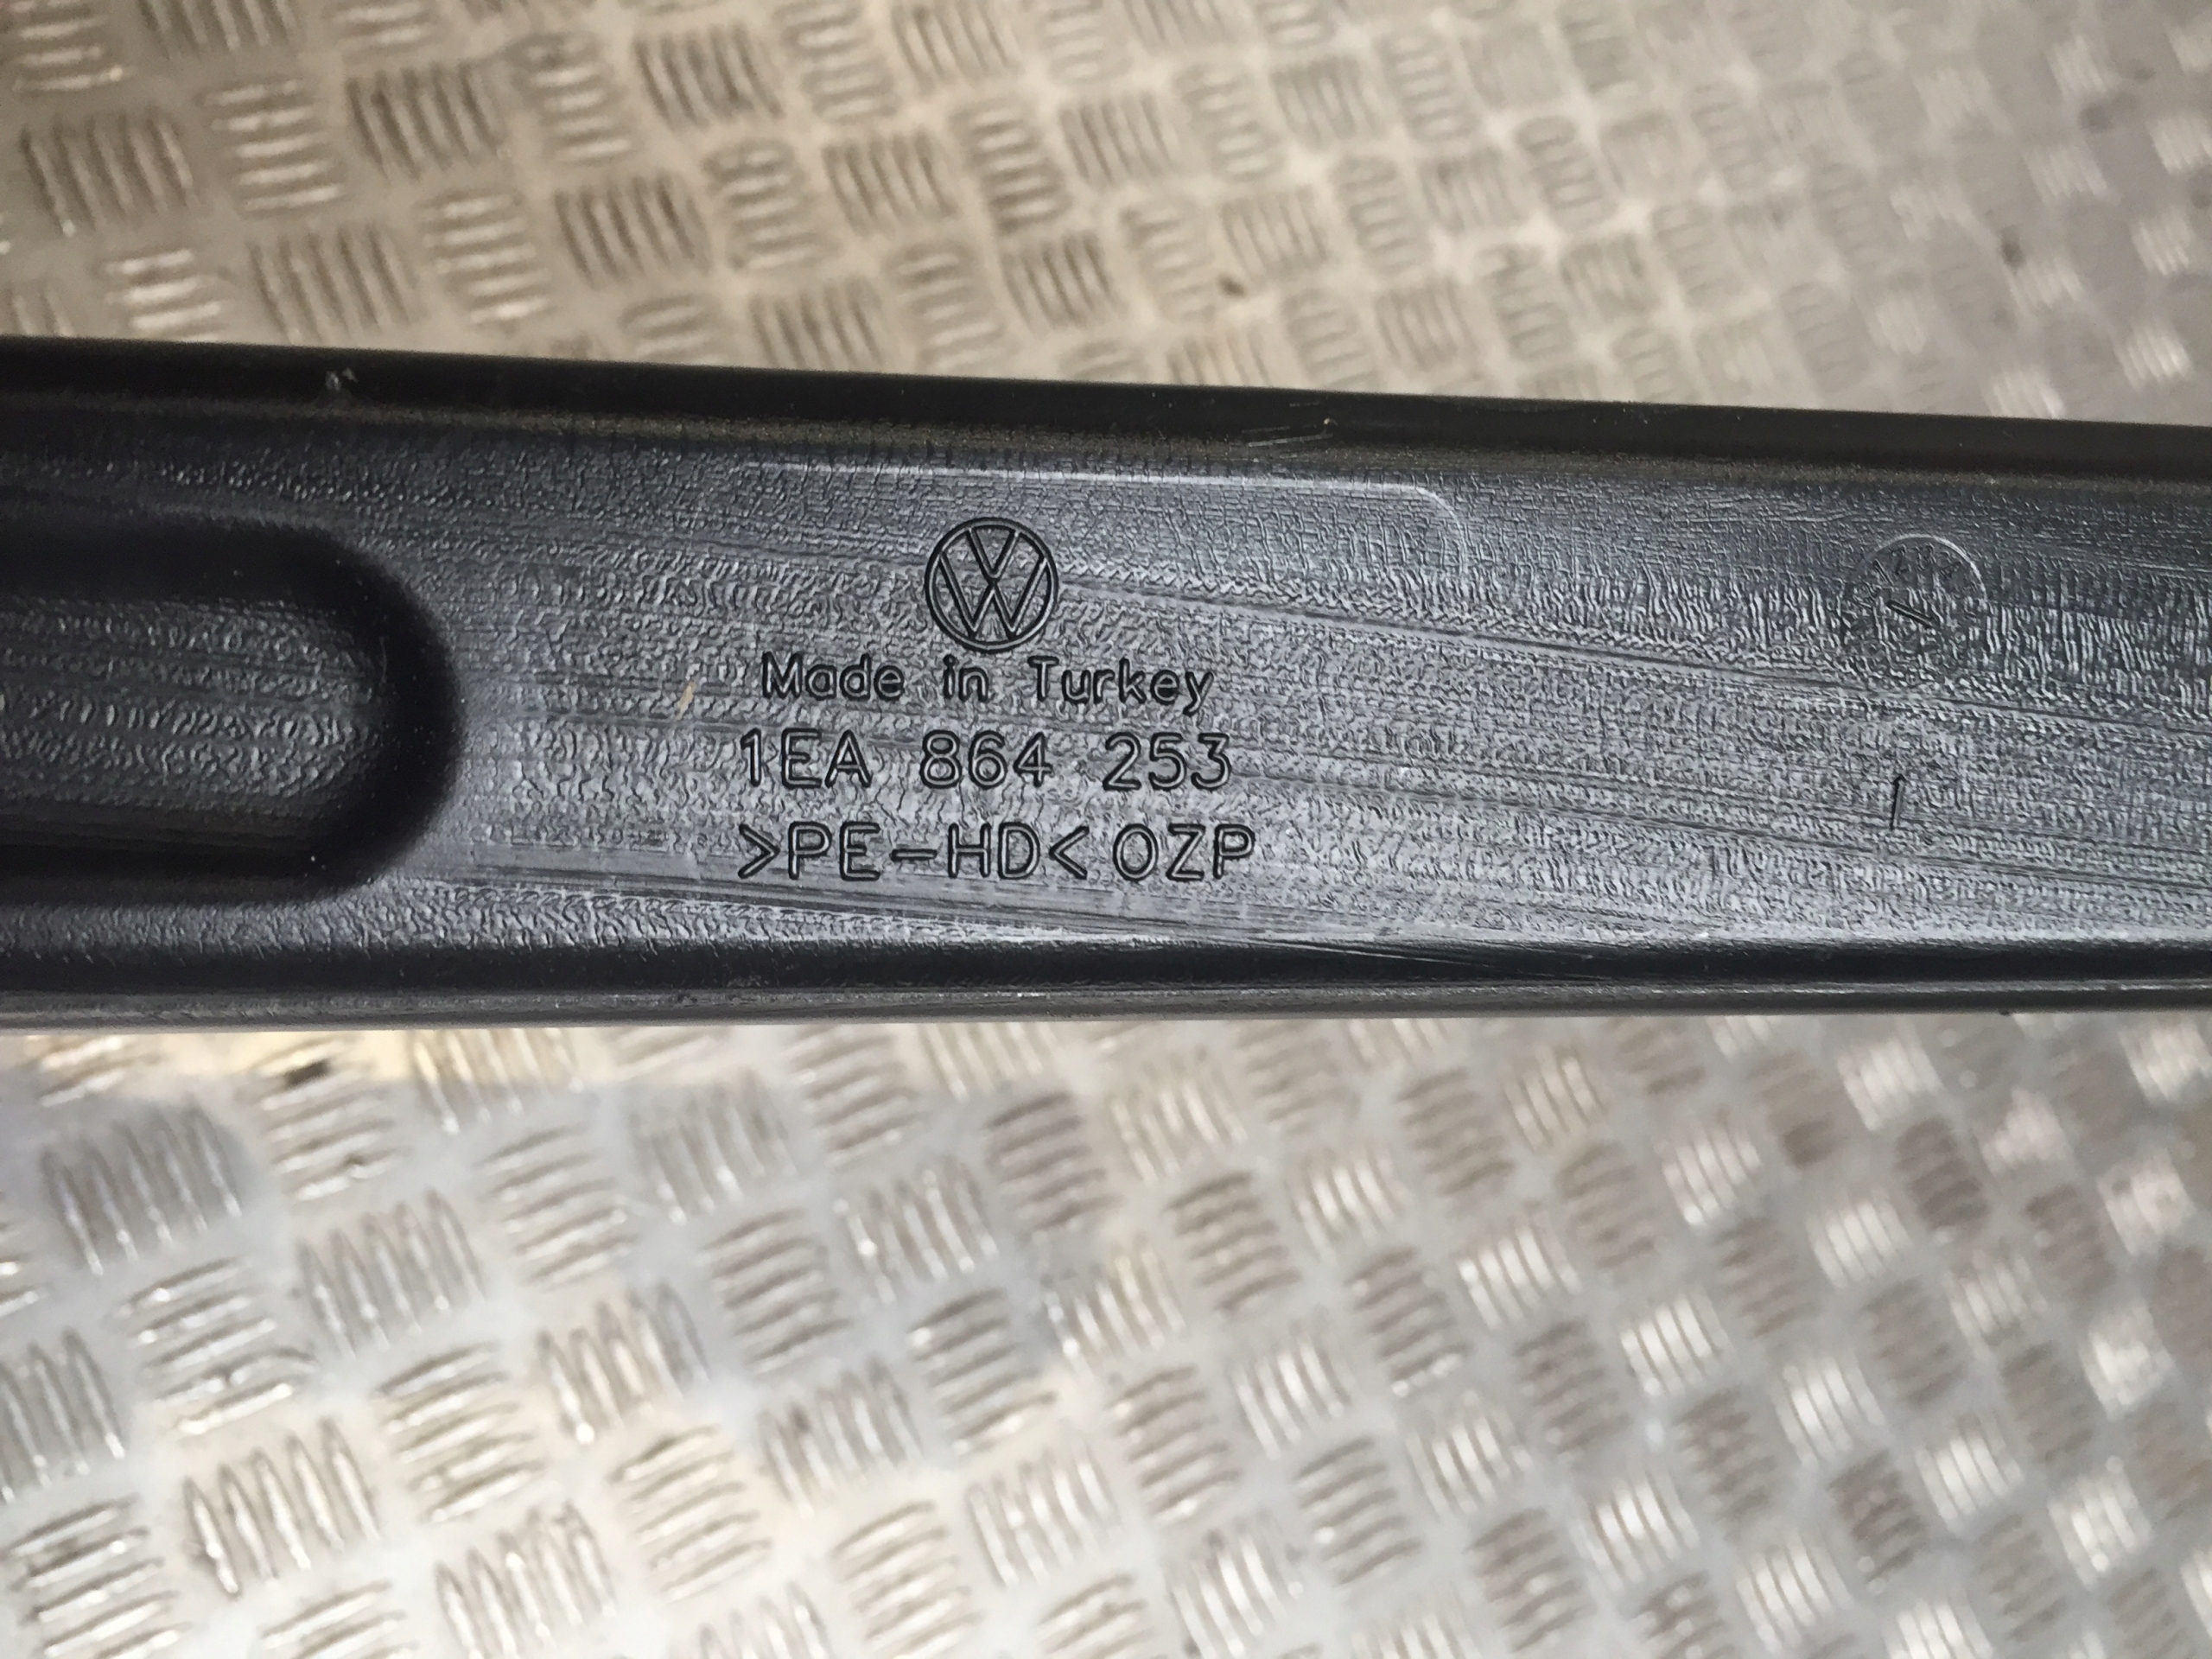 Made in Turkey
1EA 864 253
>PE-HD< OZP